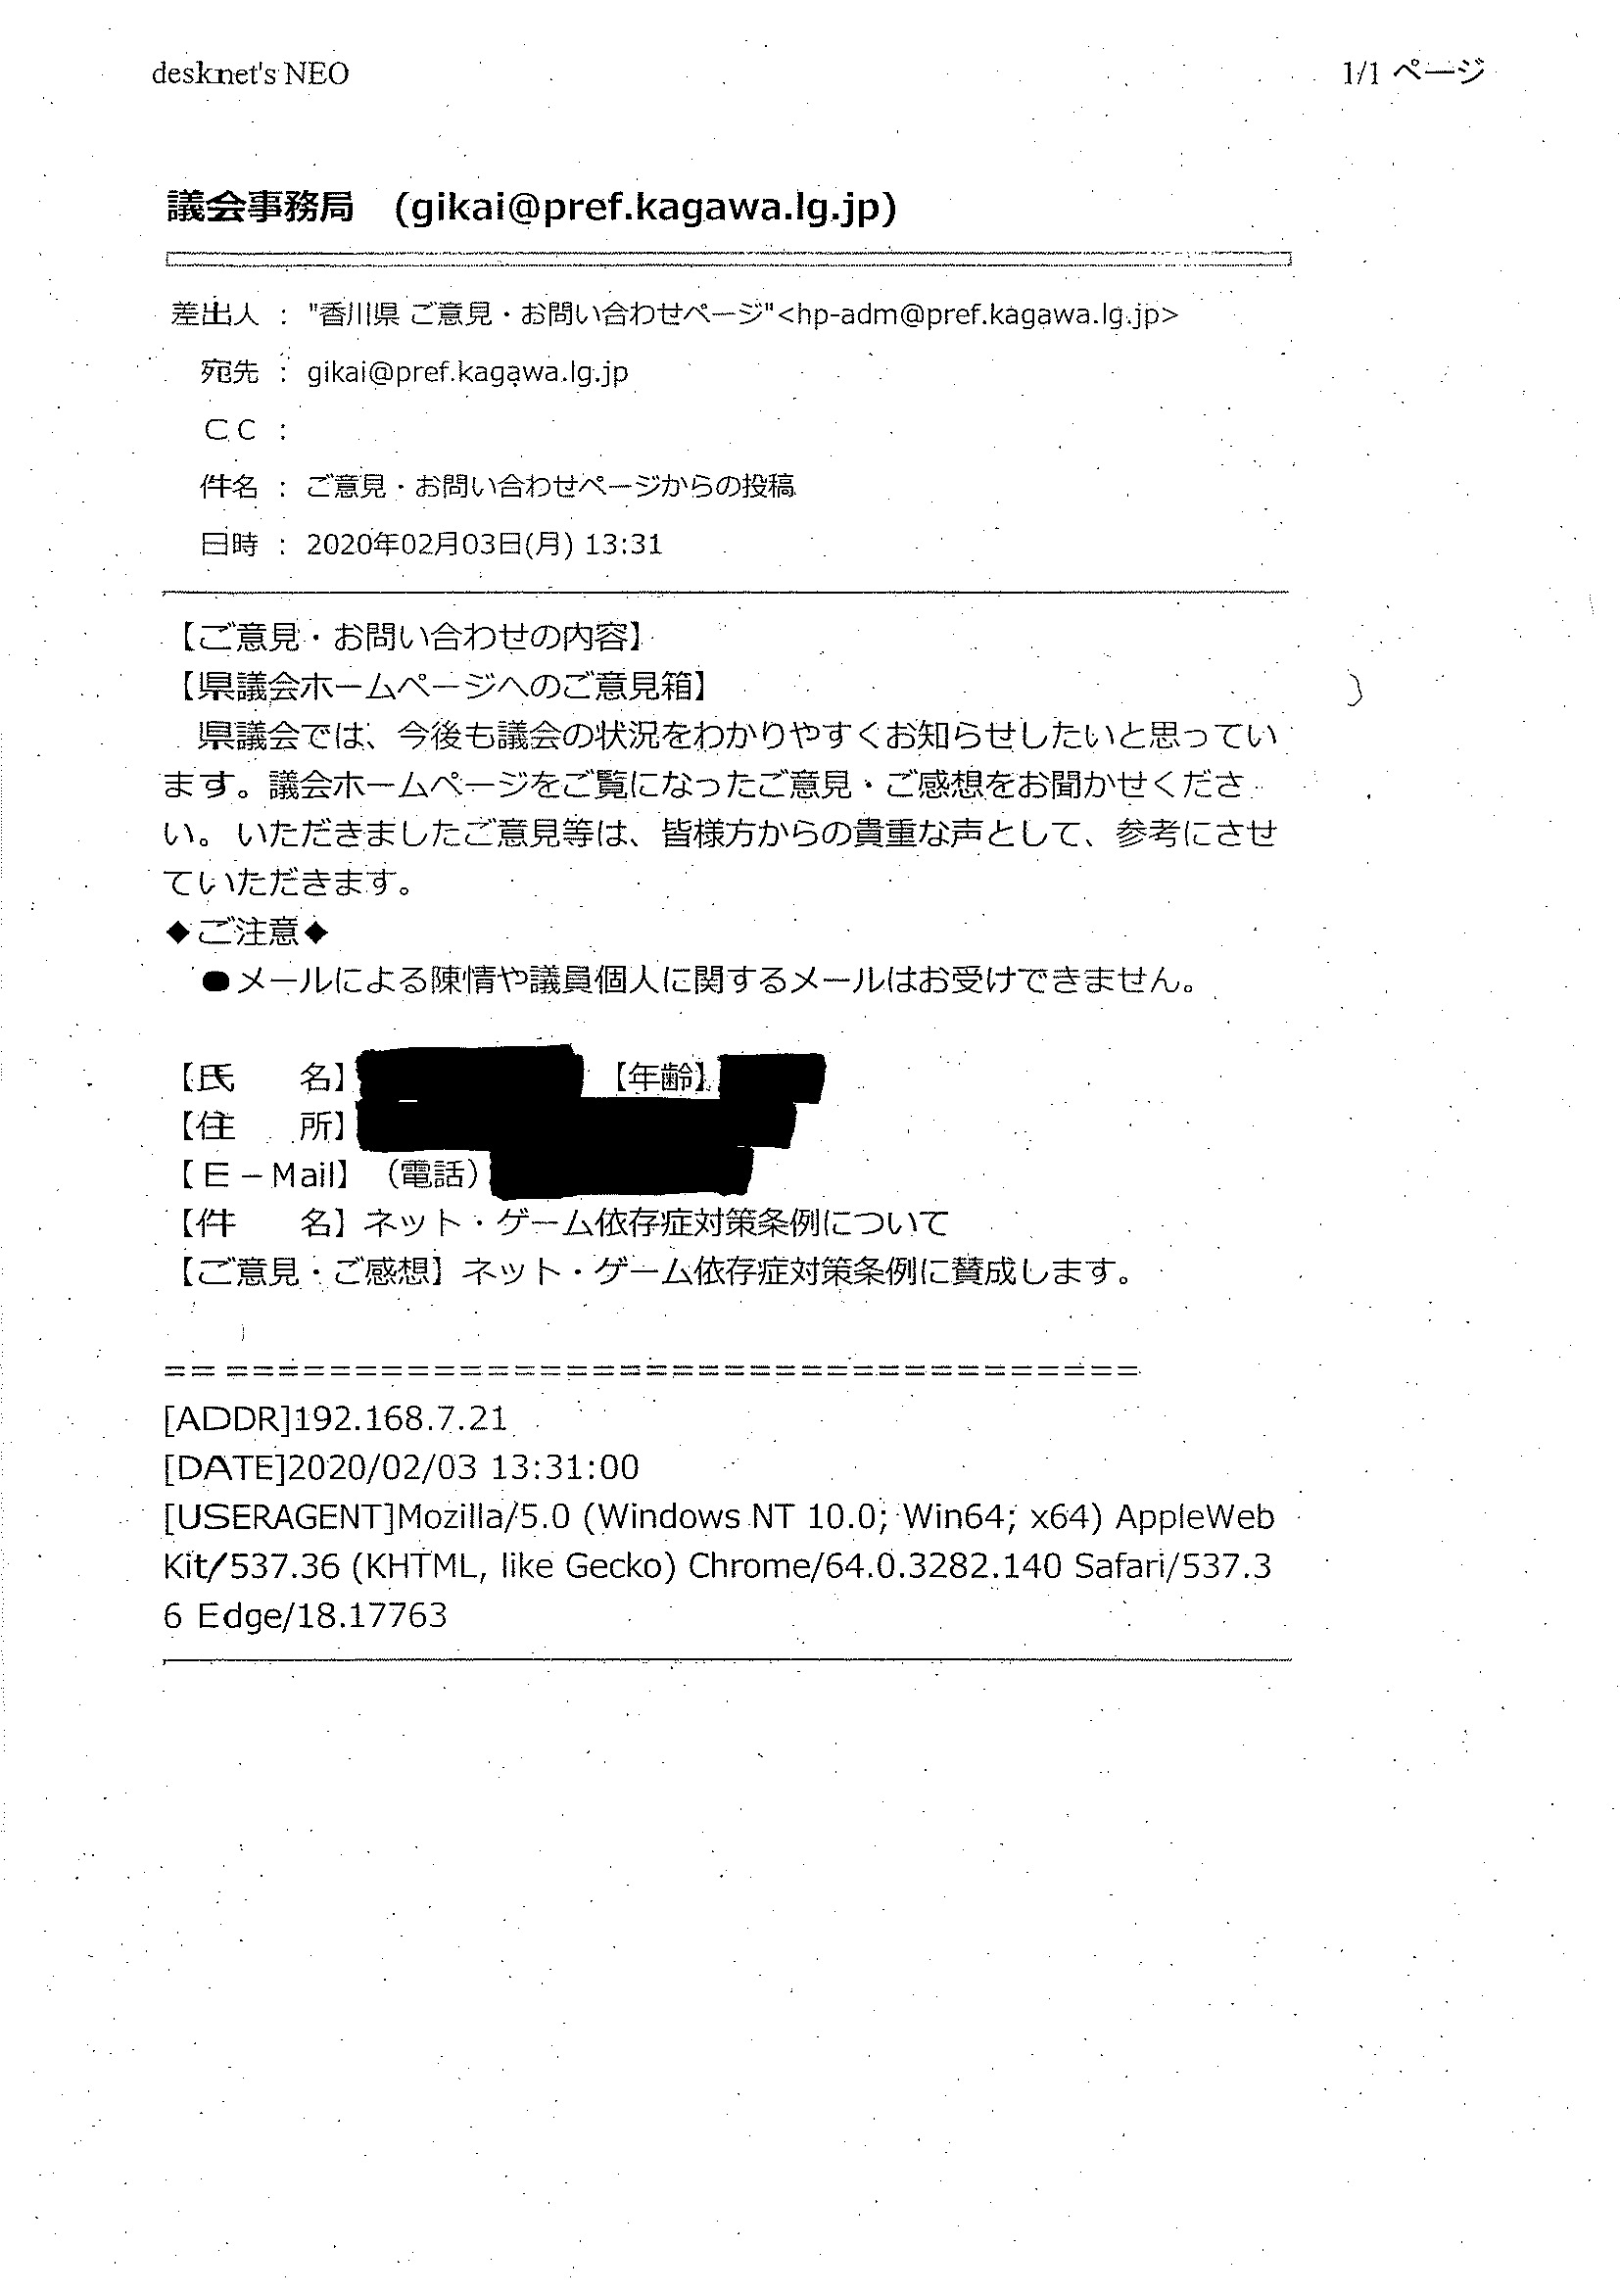 desknet's NEO
1/1 ページ
議会事務局 (gikai@pref.kagawa.lg.jp)
差出人 : "香川県 ご意見・お問い合わせページ"<hp-adm@pref.kagawa.lg.jp>
宛先 : gikai@pref.kagawa.lg.jp
CC :
件名 : ご意見・お問い合わせページからの投稿
日時 : 2020年02月03日(月) 13:31
【ご意見・お問い合わせの内容】
【県議会ホームページへのご意見箱】
県議会では、今後も議会の状況をわかりやすくお知らせしたいと思ってい
ます。議会ホームページをご覧になったご意見・ご感想をお聞かせくださ
い。いただきましたご意見等は、皆様方からの貴重な声として、参考にさせ
ていただきます。
◆ご注意◆
●メールによる陳情や議員個人に関するメールはお受けできません。
【氏　　名】 【年齢】
【住　　所】
【E－Mail】（電話）
【件　　名】ネット・ゲーム依存症対策条例について
【ご意見・ご感想】ネット・ゲーム依存症対策条例に賛成します。
======================================
[ADDR]192.168.7.21
[DATE]2020/02/03 13:31:00
[USERAGENT]Mozilla/5.0 (Windows NT 10.0; Win64; x64) AppleWeb
Kit/537.36 (KHTML, like Gecko) Chrome/64.0.3282.140 Safari/537.3
6 Edge/18.17763